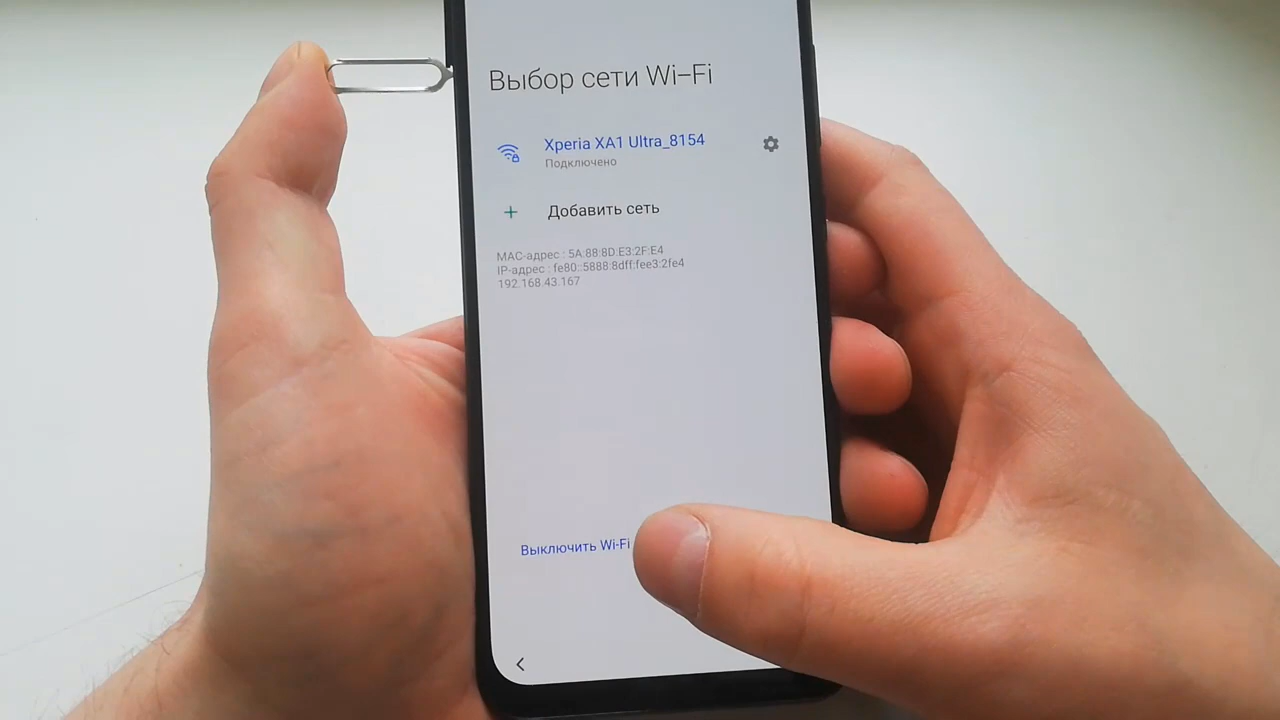 Выбор сети Wi-Fi
Xperia XA1 Ultra_8154
Подключено
Добавить сеть
MAC-адрес : 5A:88:8D:E3:2F:E4
IP-адрес : fe80::5888:8dff:fee3:2fe4
192.168.43.167
Выключить Wi-Fi